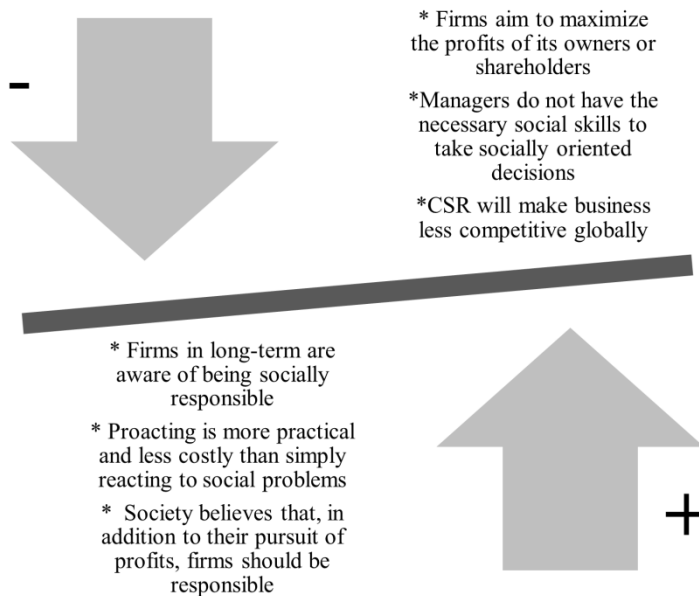 -
* Firms aim to maximize
the profits of its owners or
shareholders
*Managers do not have the
necessary social skills to
take socially oriented
decisions
*CSR will make business
less competitive globally
* Firms in long-term are
aware of being socially
responsible
* Proacting is more practical
and less costly than simply
reacting to social problems
* Society believes that, in
addition to their pursuit of
profits, firms should be
responsible
+